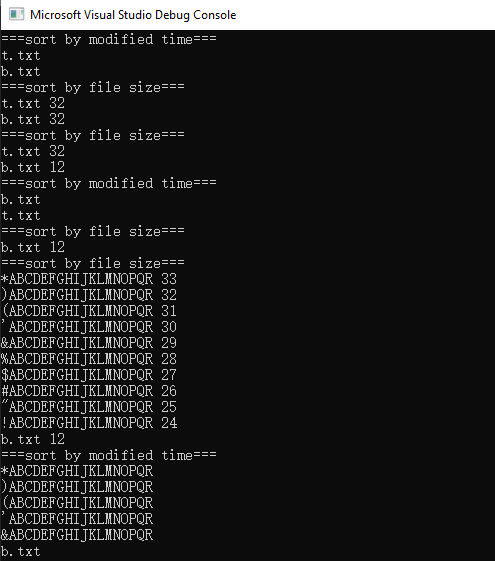 Microsoft Visual Studio Debug Console
===sort by modified time===
t.txt
b.txt
===sort by file size===
t.txt 32
b.txt 32
===sort by file size===
t.txt 32
b.txt 12
===sort by modified time===
b.txt
t.txt
===sort by file size===
b.txt 12
===sort by file size===
*ABCDEFGHIJKLMNOPQR 33
)ABCDEFGHIJKLMNOPQR 32
(ABCDEFGHIJKLMNOPQR 31
'ABCDEFGHIJKLMNOPQR 30
&ABCDEFGHIJKLMNOPQR 29
%ABCDEFGHIJKLMNOPQR 28
$ABCDEFGHIJKLMNOPQR 27
#ABCDEFGHIJKLMNOPQR 26
"ABCDEFGHIJKLMNOPQR 25
!ABCDEFGHIJKLMNOPQR 24
b.txt 12
===sort by modified time===
*ABCDEFGHIJKLMNOPQR
)ABCDEFGHIJKLMNOPQR
(ABCDEFGHIJKLMNOPQR
'ABCDEFGHIJKLMNOPQR
&ABCDEFGHIJKLMNOPQR
b.txt